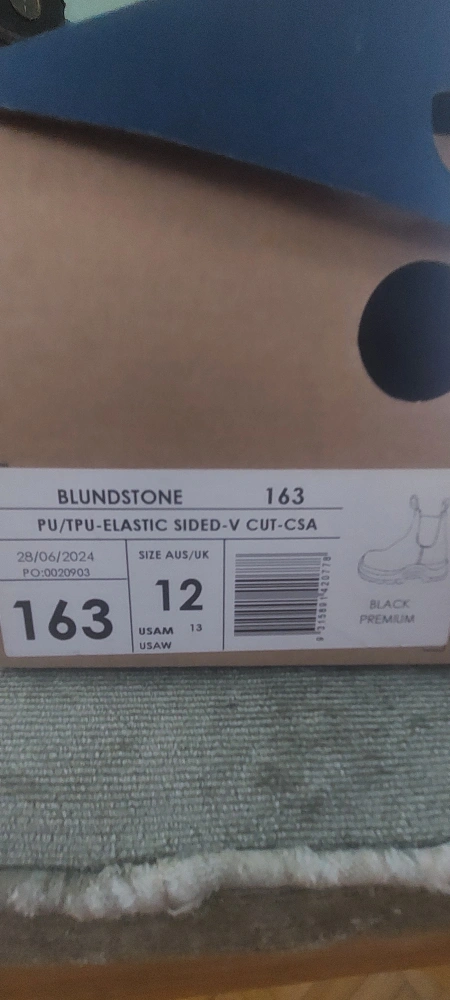 BLUNDSTONE 163
PU/TPU-ELASTIC SIDED-V CUT-CSA
28/06/2024
PO:0020903
163
SIZE AUS/UK
12
USAM 13
USAW
9315891420778
BLACK
PREMIUM